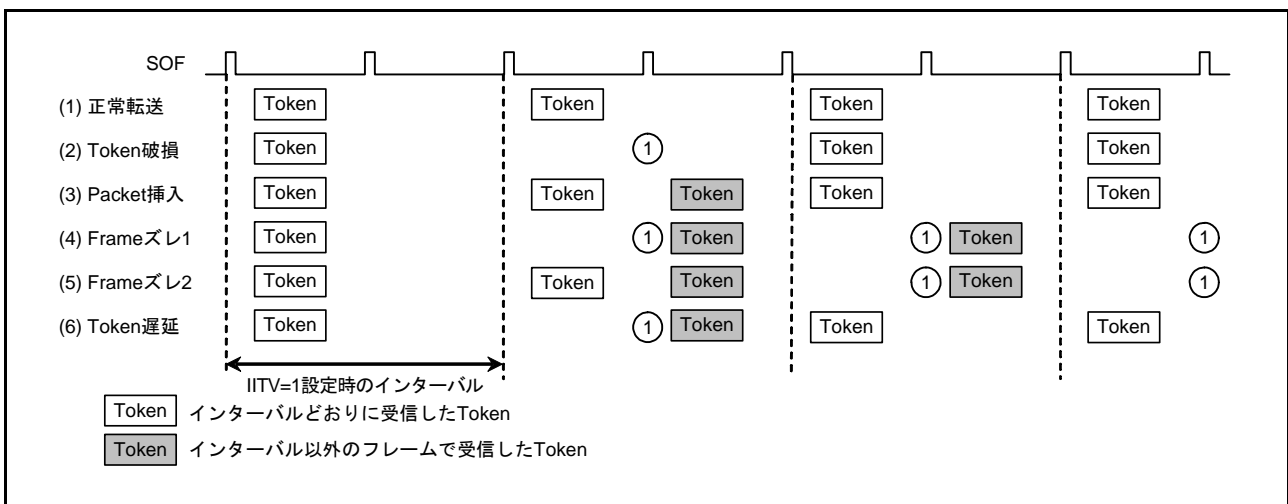 SOF
(1) 正常転送 Token Token Token Token
(2) Token破損 Token 1 Token Token
(3) Packet挿入 Token Token Token Token Token
(4) Frameズレ1 Token 1 Token 1 Token 1
(5) Frameズレ2 Token Token Token 1 Token 1
(6) Token遅延 Token 1 Token Token Token
IITV=1設定時のインターバル
Token インターバルどおりに受信したToken
Token インターバル以外のフレームで受信したToken